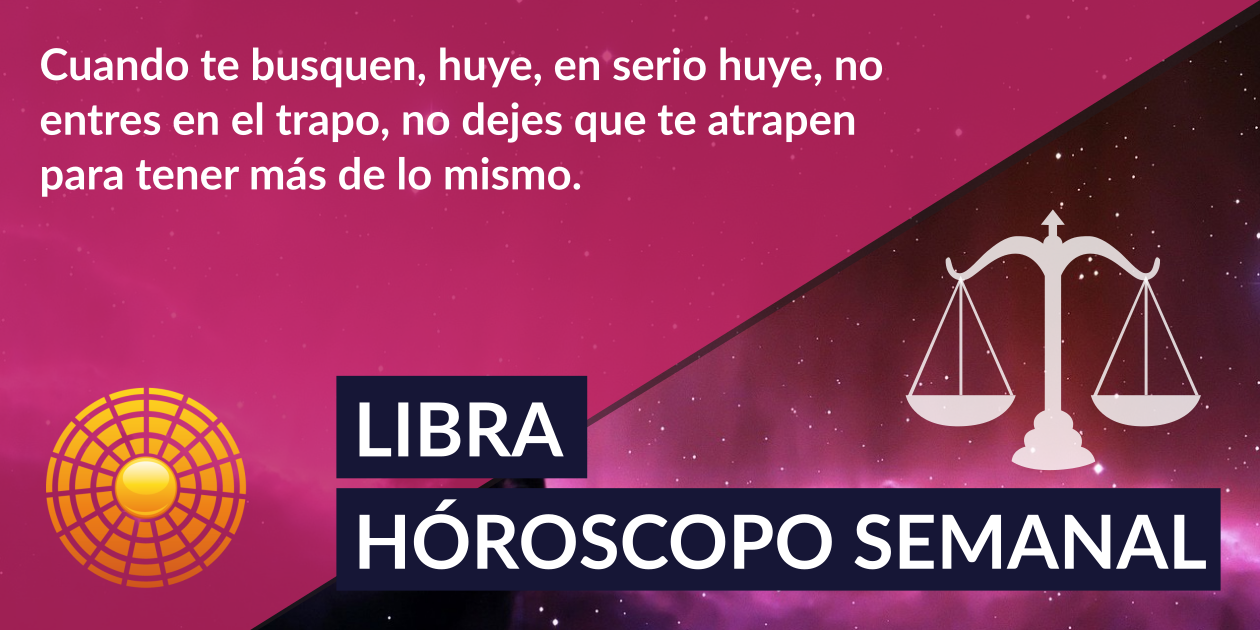 Cuando te busquen, huye, en serio huye, no
entres en el trapo, no dejes que te atrapen
para tener más de lo mismo.
LIBRA
HÓROSCOPO SEMANAL